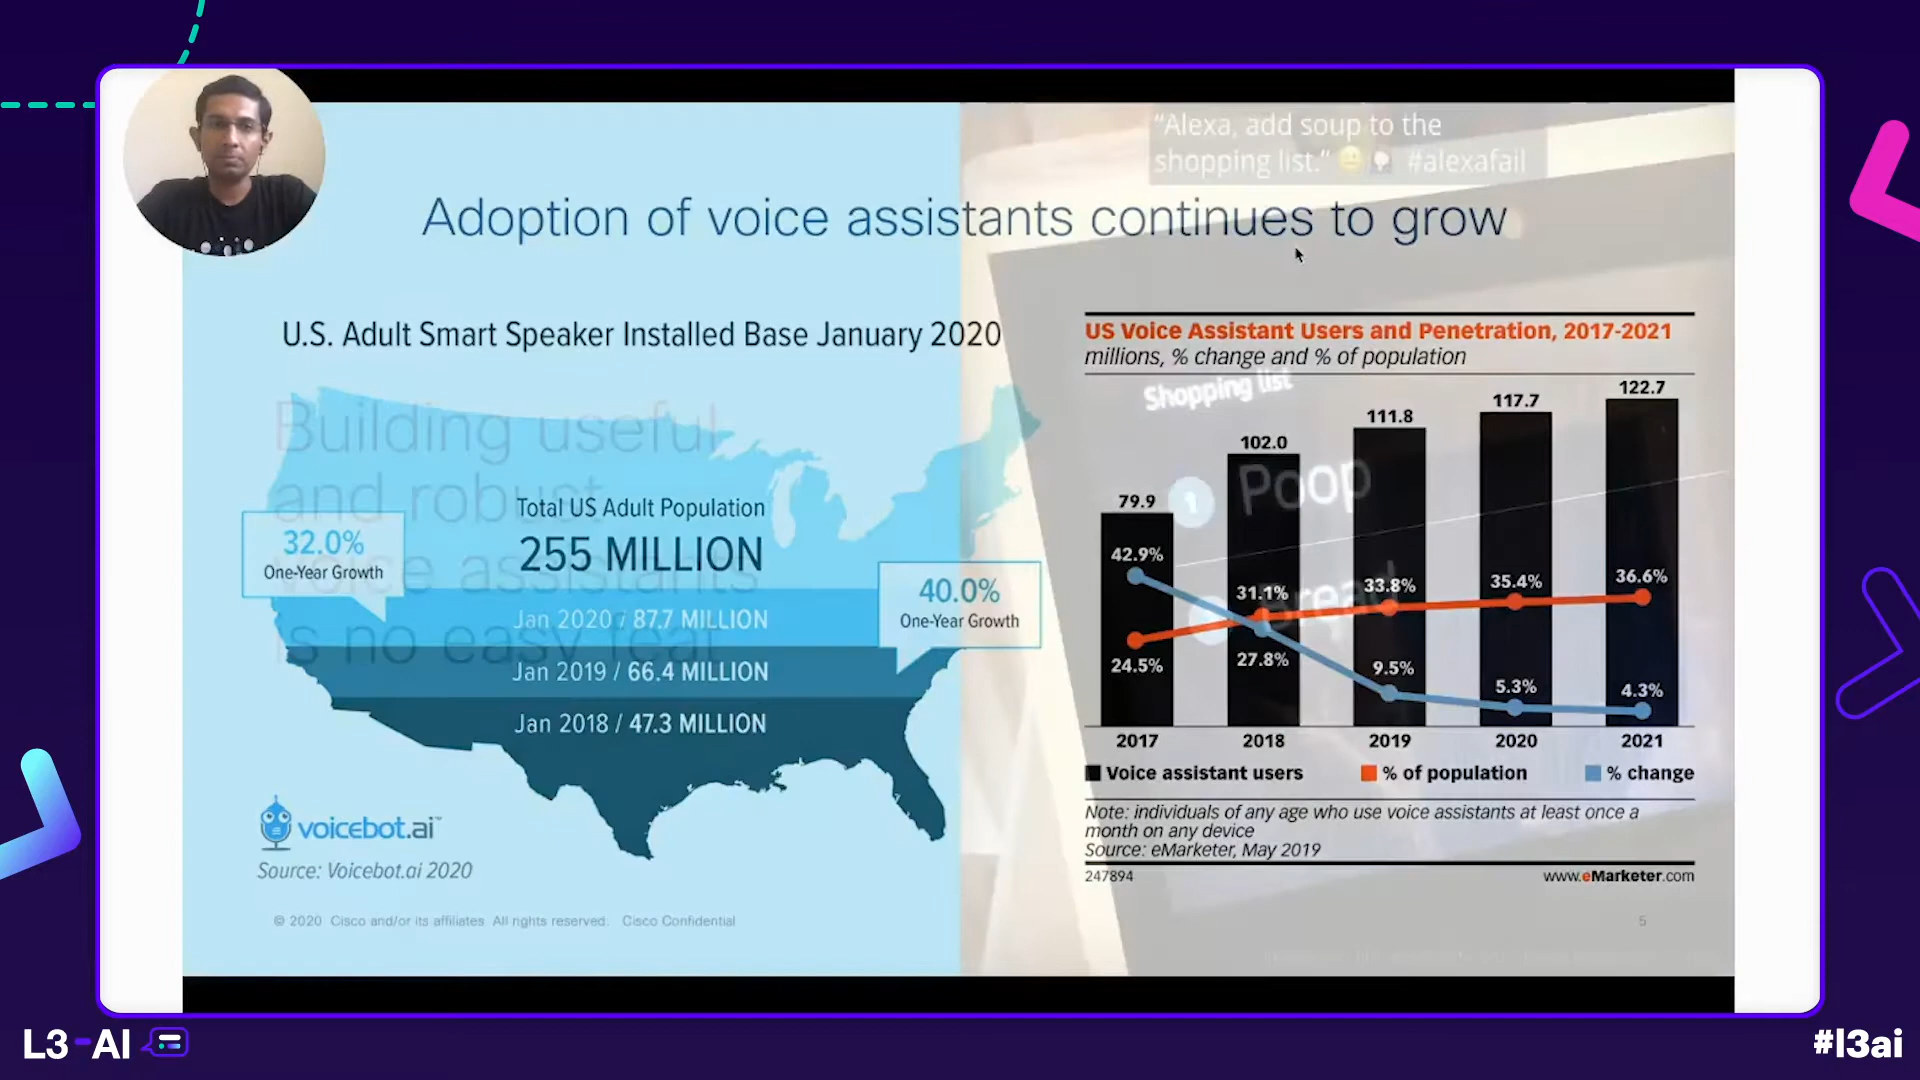 "Alexa, add soup to the
shopping list." 😐 🤦🏻 #alexafail
Adoption of voice assistants continues to grow
U.S. Adult Smart Speaker Installed Base January 2020
Building useful
and robust
voice assistants
is no easy feat
Total US Adult Population
255 MILLION
32.0%
One-Year Growth
40.0%
One-Year Growth
Jan 2020 / 87.7 MILLION
Jan 2019 / 66.4 MILLION
Jan 2018 / 47.3 MILLION
voicebot.ai™
Source: Voicebot.ai 2020
© 2020 Cisco and/or its affiliates. All rights reserved. Cisco Confidential
US Voice Assistant Users and Penetration, 2017-2021
millions, % change and % of population
Shopping list
1 Poop
Bread
79.9
102.0
111.8
117.7
122.7
42.9%
31.1%
33.8%
35.4%
36.6%
24.5%
27.8%
9.5%
5.3%
4.3%
2017 2018 2019 2020 2021
Voice assistant users % of population % change
Note: individuals of any age who use voice assistants at least once a
month on any device
Source: eMarketer, May 2019
247894 www.eMarketer.com
5
L3-AI
#l3ai